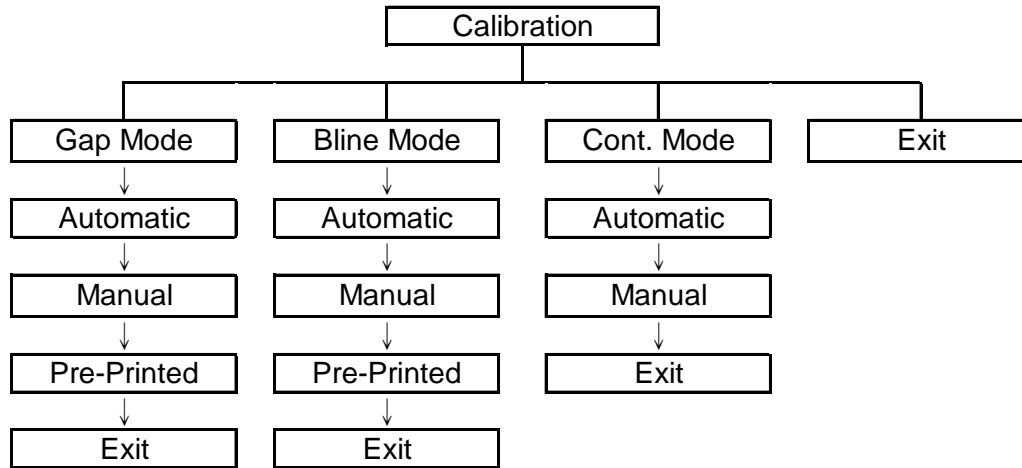 Calibration
Gap Mode
Bline Mode
Cont. Mode
Exit
Automatic
Automatic
Automatic
Manual
Manual
Manual
Pre-Printed
Pre-Printed
Exit
Exit
Exit